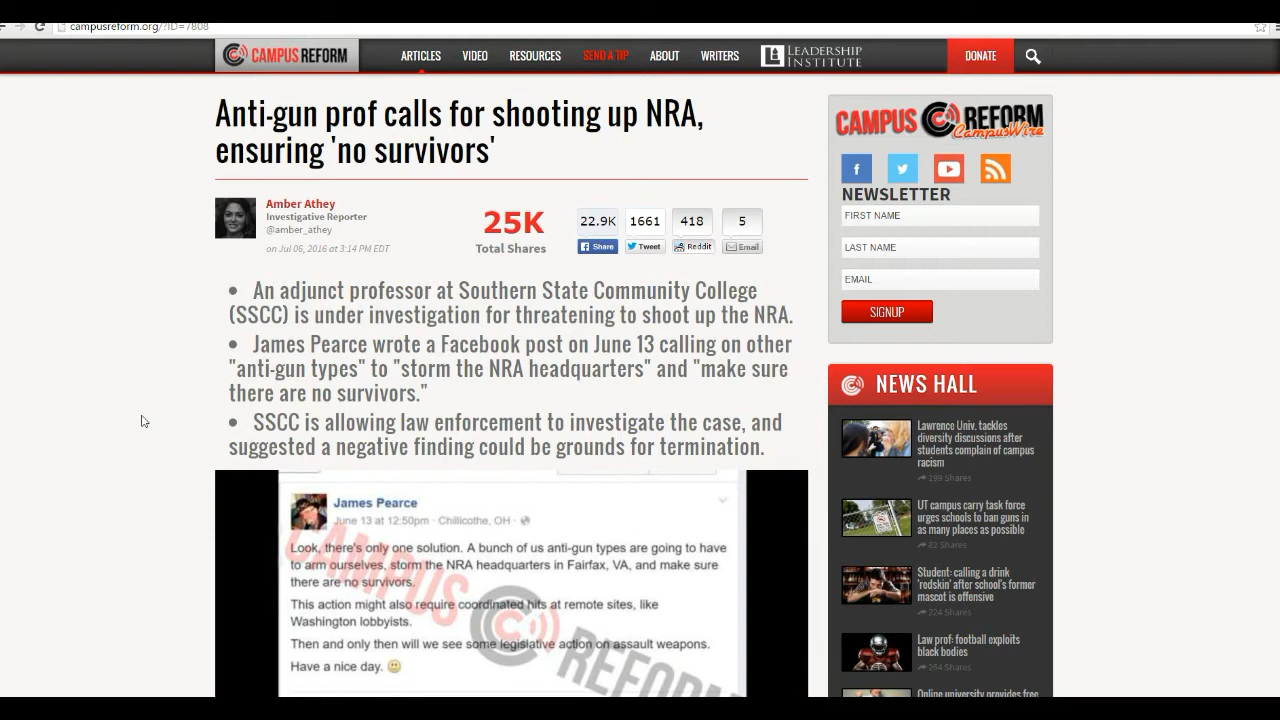 campusreform.org/?ID=7808
CAMPUS REFORM
ARTICLES VIDEO RESOURCES SEND A TIP ABOUT WRITERS LEADERSHIP INSTITUTE DONATE
Anti-gun prof calls for shooting up NRA,
ensuring 'no survivors'
Amber Athey
Investigative Reporter
@amber_athey
on Jul 06, 2016 at 3:14 PM EDT
25K
Total Shares
22.9K 1661 418 5
Share Tweet Reddit Email
• An adjunct professor at Southern State Community College
(SSCC) is under investigation for threatening to shoot up the NRA.
• James Pearce wrote a Facebook post on June 13 calling on other
"anti-gun types" to "storm the NRA headquarters" and "make sure
there are no survivors."
• SSCC is allowing law enforcement to investigate the case, and
suggested a negative finding could be grounds for termination.
James Pearce
June 13 at 12:50pm · Chillicothe, OH ·
Look, there's only one solution. A bunch of us anti-gun types are going to have
to arm ourselves, storm the NRA headquarters in Fairfax, VA, and make sure
there are no survivors.
This action might also require coordinated hits at remote sites, like
Washington lobbyists.
Then and only then will we see some legislative action on assault weapons.
Have a nice day.
CAMPUS REFORM
CAMPUS REFORM
CampusWire
NEWSLETTER
FIRST NAME
LAST NAME
EMAIL
SIGNUP
NEWS HALL
Lawrence Univ. tackles
diversity discussions after
students complain of campus
racism
199 Shares
UT campus carry task force
urges schools to ban guns in
as many places as possible
82 Shares
Student: calling a drink
'redskin' after school's former
mascot is offensive
224 Shares
Law prof: football exploits
black bodies
264 Shares
Online university provides free